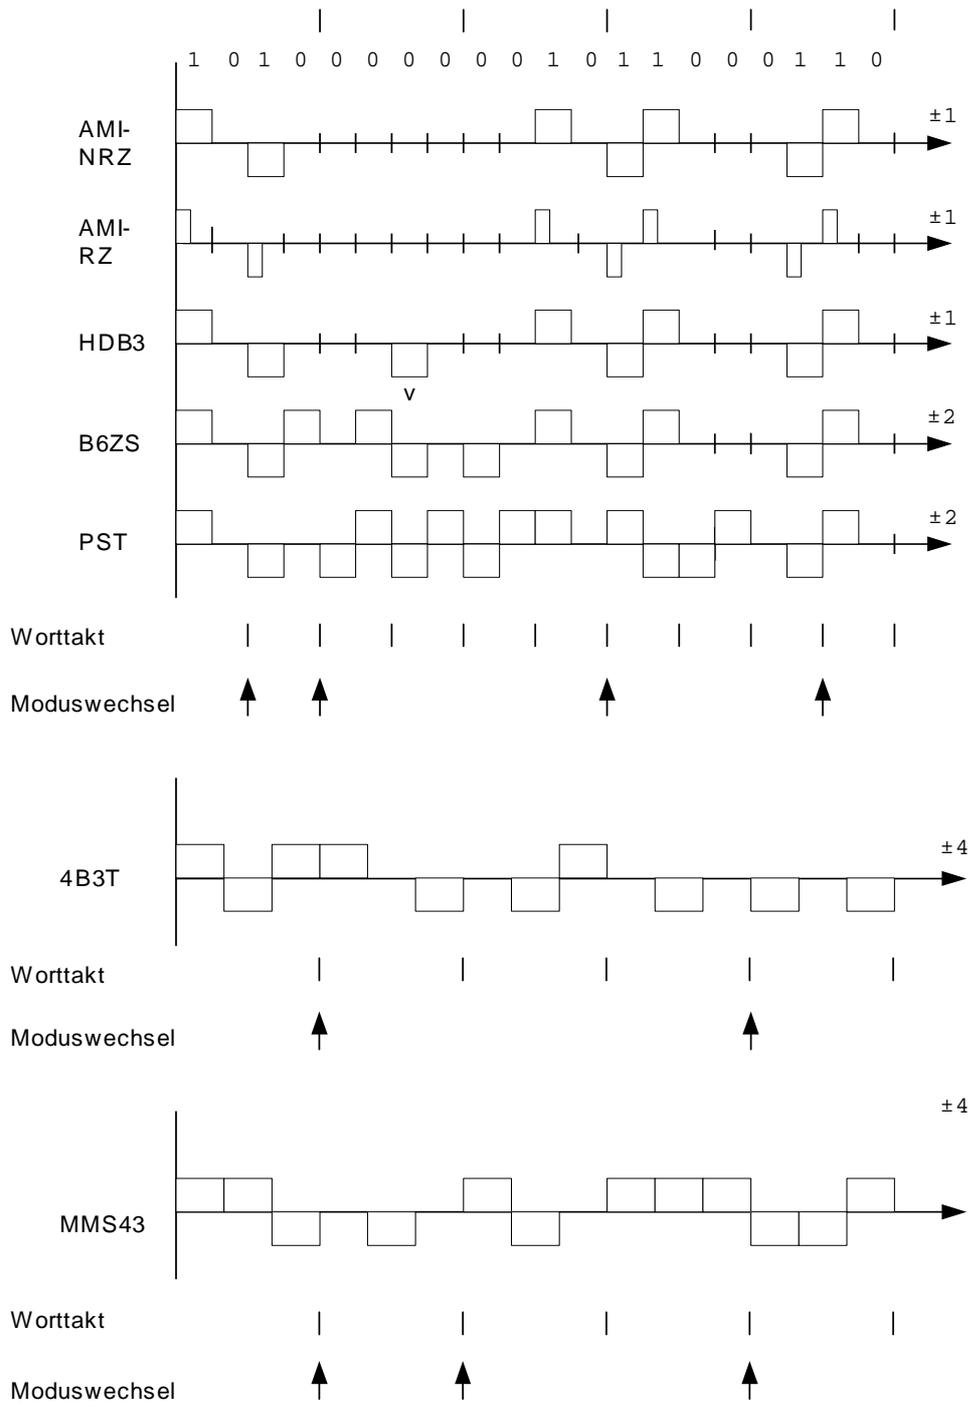 1 0 1 0 0 0 0 0 0 0 1 0 1 1 0 0 0 1 1 0
AMI-
NRZ
±1
AMI-
RZ
±1
HDB3
±1
v
B6ZS
±2
PST
±2
Worttakt
Moduswechsel
4B3T
±4
Worttakt
Moduswechsel
±4
MMS43
Worttakt
Moduswechsel